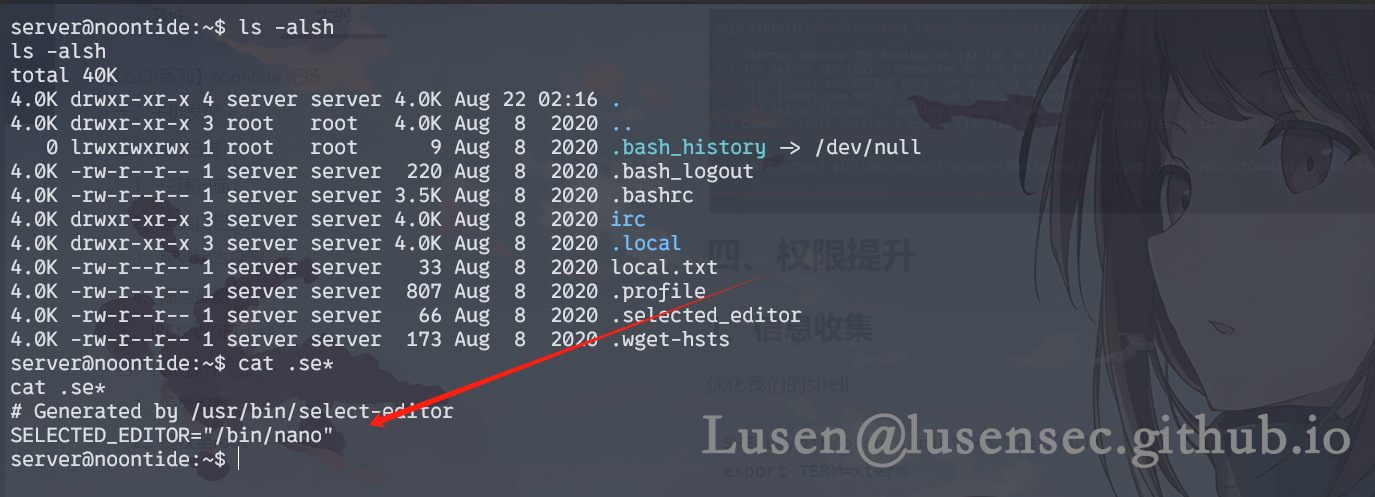 server@noontide:~$ ls -alsh
ls -alsh
total 40K
4.0K drwxr-xr-x 4 server server 4.0K Aug 22 02:16 .
4.0K drwxr-xr-x 3 root   root   4.0K Aug  8  2020 ..
   0 lrwxrwxrwx 1 root   root      9 Aug  8  2020 .bash_history -> /dev/null
4.0K -rw-r--r-- 1 server server  220 Aug  8  2020 .bash_logout
4.0K -rw-r--r-- 1 server server 3.5K Aug  8  2020 .bashrc
4.0K drwxr-xr-x 3 server server 4.0K Aug  8  2020 irc
4.0K drwxr-xr-x 3 server server 4.0K Aug  8  2020 .local
4.0K -rw-r--r-- 1 server server   33 Aug  8  2020 local.txt
4.0K -rw-r--r-- 1 server server  807 Aug  8  2020 .profile
4.0K -rw-r--r-- 1 server server   66 Aug  8  2020 .selected_editor
4.0K -rw-r--r-- 1 server server  173 Aug  8  2020 .wget-hsts
server@noontide:~$ cat .se*
cat .se*
# Generated by /usr/bin/select-editor
SELECTED_EDITOR="/bin/nano"
server@noontide:~$
noontide 靶场
四、权限提升
信息收集
优化我们的shell
export TERM=xterm
Lusen@lusensec.github.io